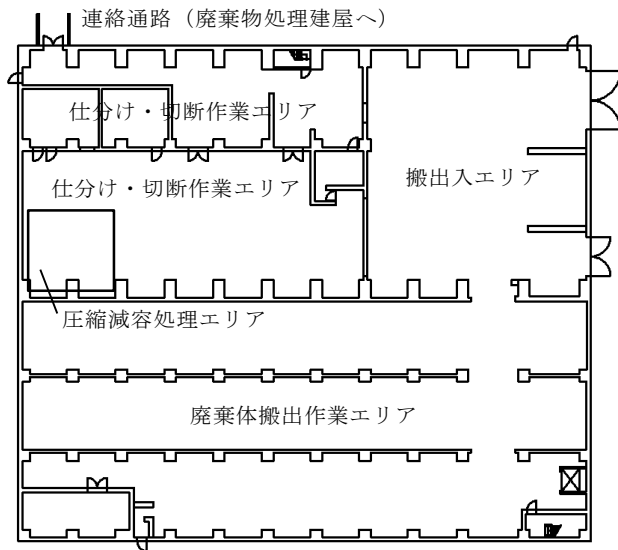 連絡通路（廃棄物処理建屋へ）
仕分け・切断作業エリア
仕分け・切断作業エリア
搬出入エリア
圧縮減容処理エリア
廃棄体搬出作業エリア